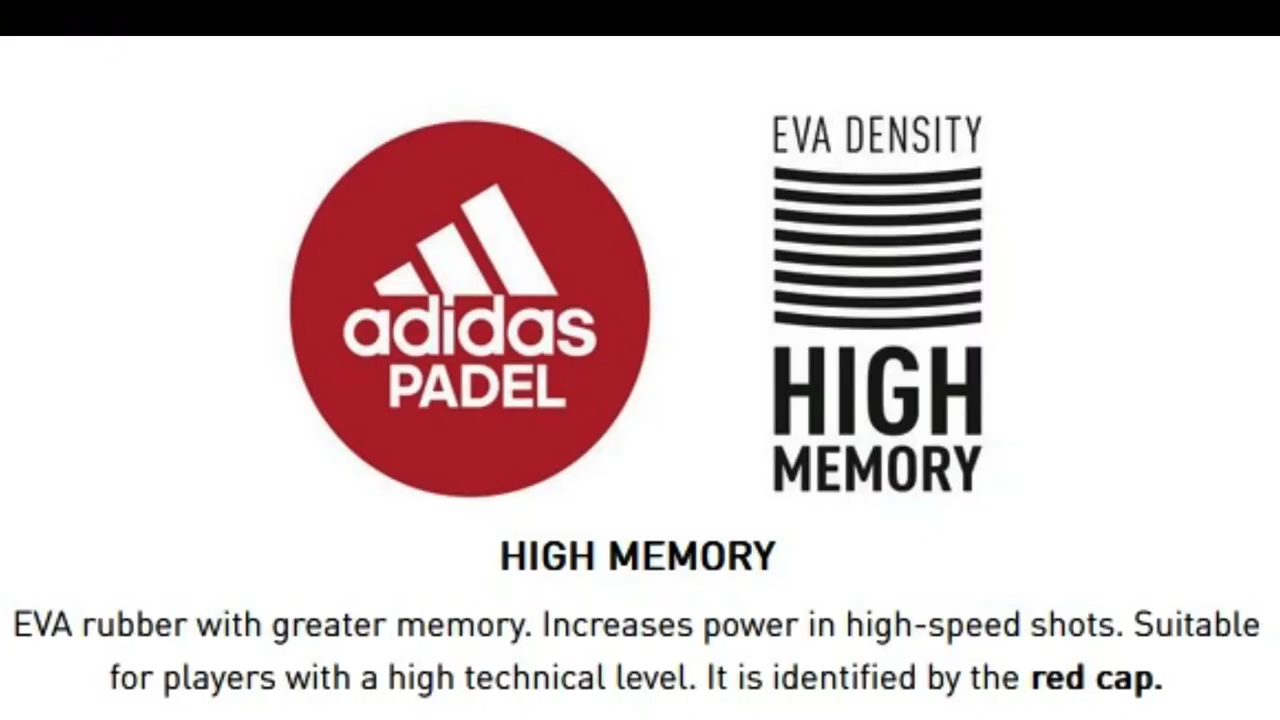 adidas
PADEL
EVA DENSITY
HIGH
MEMORY
HIGH MEMORY
EVA rubber with greater memory. Increases power in high-speed shots. Suitable
for players with a high technical level. It is identified by the red cap.